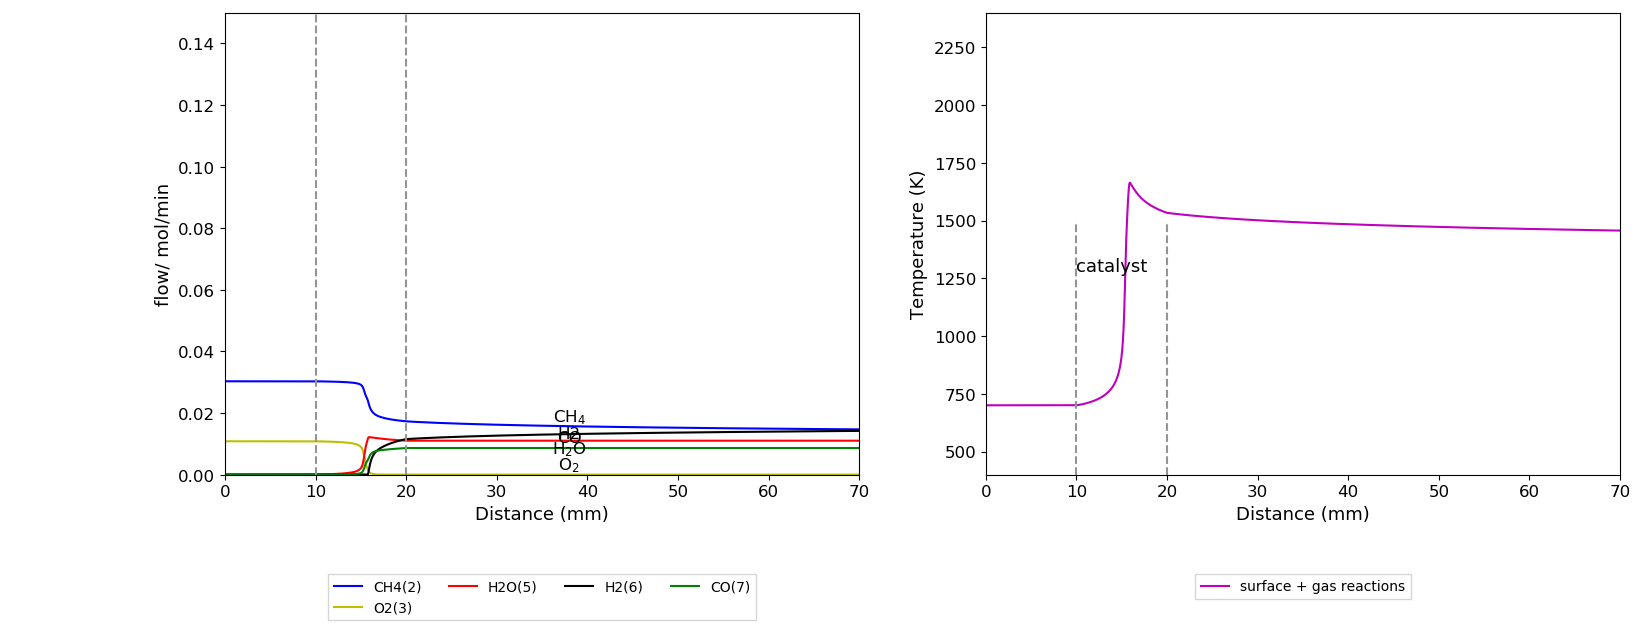 flow/ mol/min
0.14
0.12
0.10
0.08
0.06
0.04
0.02
0.00
0 10 20 30 40 50 60 70
Distance (mm)
CH₄
H2
CO
H₂O
O₂
CH4(2) H2O(5) H2(6) CO(7)
O2(3)
Temperature (K)
2250
2000
1750
1500
1250
1000
750
500
catalyst
0 10 20 30 40 50 60 70
Distance (mm)
surface + gas reactions